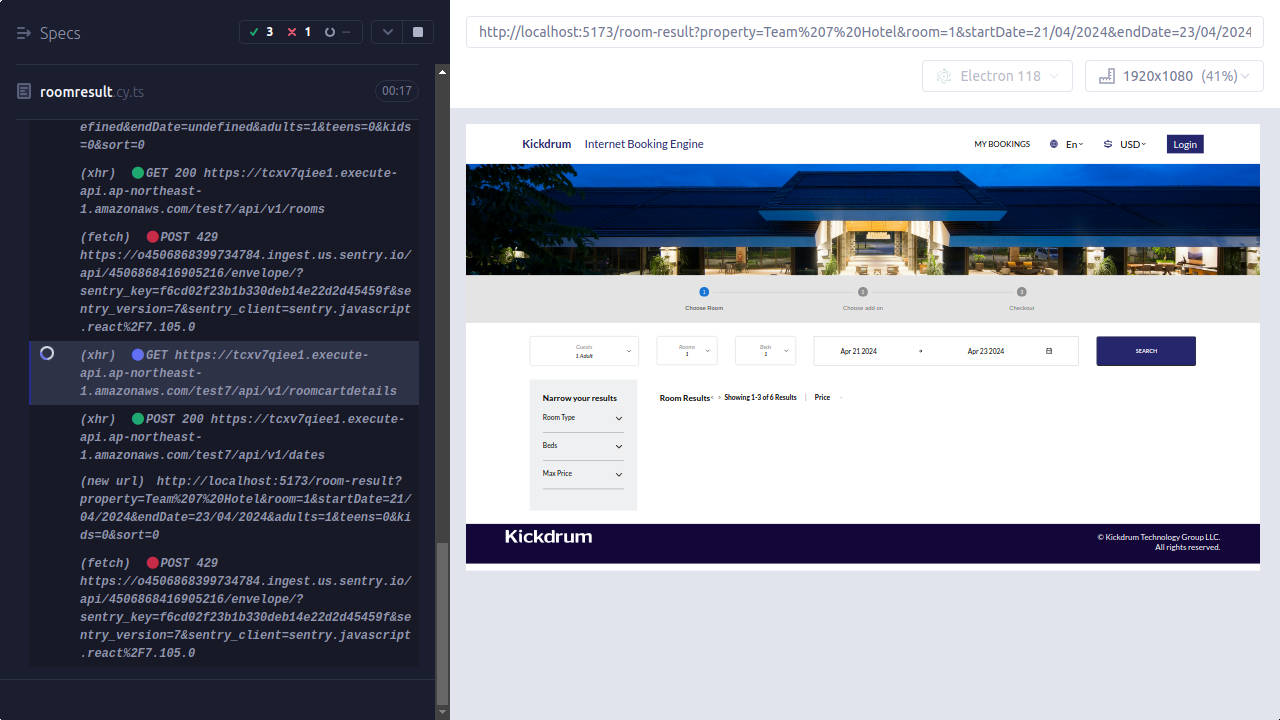 Specs
3
1
--
roomresult.cy.ts
00:17
efined&endDate=undefined&adults=1&teens=0&kids
=0&sort=0
(xhr) GET 200 https://tcxv7qiee1.execute-
api.ap-northeast-
1.amazonaws.com/test7/api/v1/rooms
(fetch) POST 429
https://o4506868399734784.ingest.us.sentry.io/
api/4506868416905216/envelope/?
sentry_key=f6cd02f23b1b330deb14e22d2d45459f&se
ntry_version=7&sentry_client=sentry.javascript
.react%2F7.105.0
(xhr) GET https://tcxv7qiee1.execute-
api.ap-northeast-
1.amazonaws.com/test7/api/v1/roomcartdetails
(xhr) POST 200 https://tcxv7qiee1.execute-
api.ap-northeast-
1.amazonaws.com/test7/api/v1/dates
(new url) http://localhost:5173/room-result?
property=Team%207%20Hotel&room=1&startDate=21/
04/2024&endDate=23/04/2024&adults=1&teens=0&ki
ds=0&sort=0
(fetch) POST 429
https://o4506868399734784.ingest.us.sentry.io/
api/4506868416905216/envelope/?
sentry_key=f6cd02f23b1b330deb14e22d2d45459f&se
ntry_version=7&sentry_client=sentry.javascript
.react%2F7.105.0
http://localhost:5173/room-result?property=Team%207%20Hotel&room=1&startDate=21/04/2024&endDate=23/04/2024
Electron 118
1920x1080 (41%)
Kickdrum Internet Booking Engine
MY BOOKINGS
En
USD
Login
1
2
3
Choose Room
Choose add on
Checkout
Guests
1 Adult
Rooms
1
Beds
1
Apr 21 2024
Apr 23 2024
SEARCH
Narrow your results
Room Type
Beds
Max Price
Room Results Showing 1-3 of 6 Results | Price
Kickdrum
© Kickdrum Technology Group LLC.
All rights reserved.